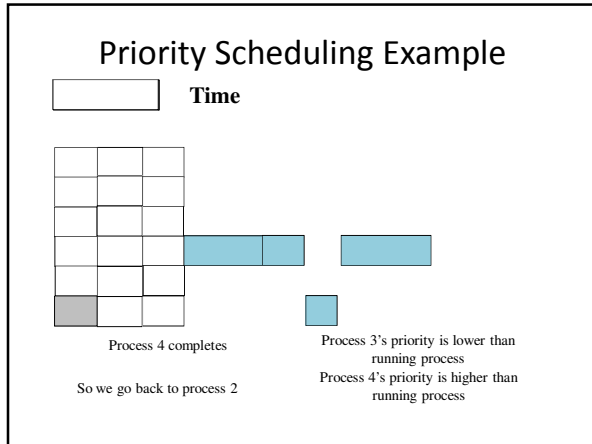 Priority Scheduling Example
Time
Process 4 completes
So we go back to process 2
Process 3's priority is lower than
running process
Process 4's priority is higher than
running process